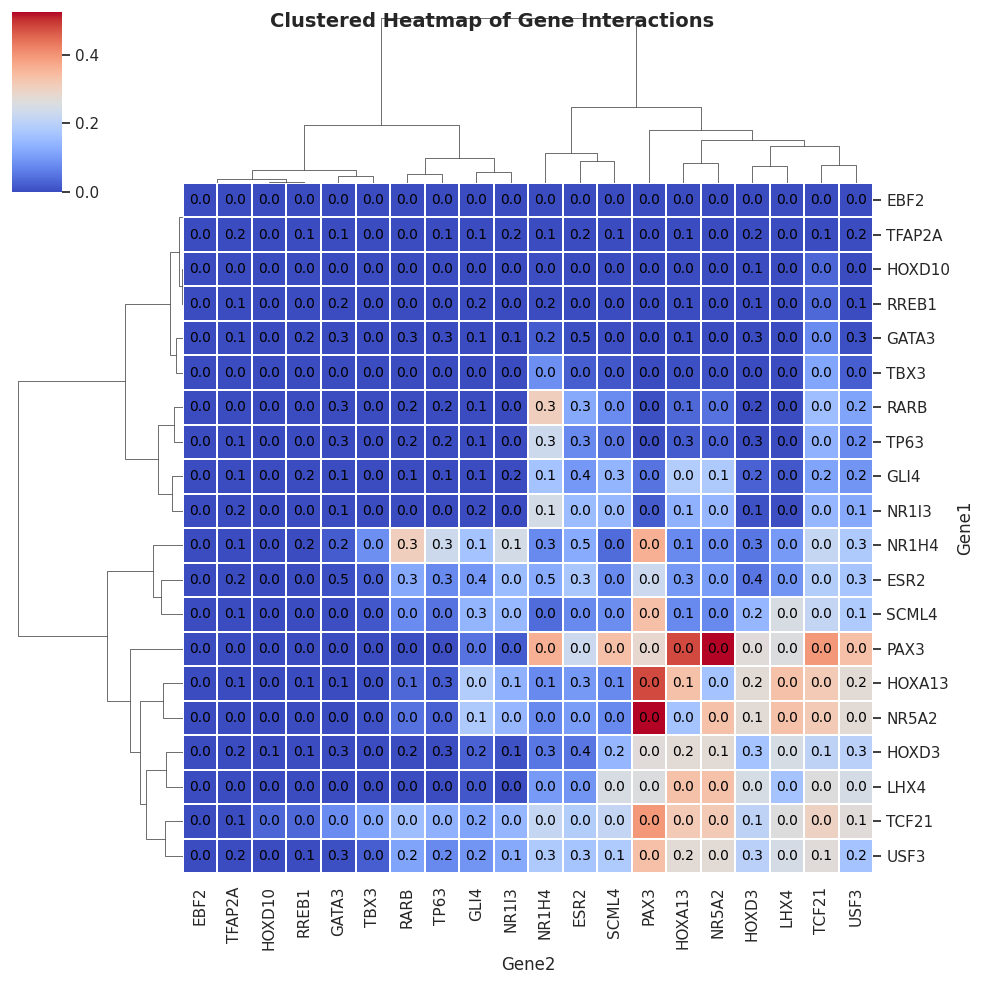 Clustered Heatmap of Gene Interactions
0.4
0.2
0.0
0.0 0.0 0.0 0.0 0.0 0.0 0.0 0.0 0.0 0.0 0.0 0.0 0.0 0.0 0.0 0.0 0.0 0.0 0.0 0.0 EBF2
0.0 0.2 0.0 0.1 0.1 0.0 0.0 0.1 0.1 0.2 0.1 0.2 0.1 0.0 0.1 0.0 0.2 0.0 0.1 0.2 TFAP2A
0.0 0.0 0.0 0.0 0.0 0.0 0.0 0.0 0.0 0.0 0.0 0.0 0.0 0.0 0.0 0.0 0.1 0.0 0.0 0.0 HOXD10
0.0 0.1 0.0 0.0 0.2 0.0 0.0 0.0 0.2 0.0 0.2 0.0 0.0 0.0 0.1 0.0 0.1 0.0 0.0 0.1 RREB1
0.0 0.1 0.0 0.2 0.3 0.0 0.3 0.3 0.1 0.1 0.2 0.5 0.0 0.0 0.1 0.0 0.3 0.0 0.0 0.3 GATA3
0.0 0.0 0.0 0.0 0.0 0.0 0.0 0.0 0.0 0.0 0.0 0.0 0.0 0.0 0.0 0.0 0.0 0.0 0.0 0.0 TBX3
0.0 0.0 0.0 0.0 0.3 0.0 0.2 0.2 0.1 0.0 0.3 0.3 0.0 0.0 0.1 0.0 0.2 0.0 0.0 0.2 RARB
0.0 0.1 0.0 0.0 0.3 0.0 0.2 0.2 0.1 0.0 0.3 0.3 0.0 0.0 0.3 0.0 0.3 0.0 0.0 0.2 TP63
0.0 0.1 0.0 0.2 0.1 0.0 0.1 0.1 0.1 0.2 0.1 0.4 0.3 0.0 0.0 0.1 0.2 0.0 0.2 0.2 GLI4
0.0 0.2 0.0 0.0 0.1 0.0 0.0 0.0 0.2 0.0 0.1 0.0 0.0 0.0 0.1 0.0 0.1 0.0 0.0 0.1 NR1I3
0.0 0.1 0.0 0.2 0.2 0.0 0.3 0.3 0.1 0.1 0.3 0.5 0.0 0.0 0.1 0.0 0.3 0.0 0.0 0.3 NR1H4
0.0 0.2 0.0 0.0 0.5 0.0 0.3 0.3 0.4 0.0 0.5 0.3 0.0 0.0 0.3 0.0 0.4 0.0 0.0 0.3 ESR2
0.0 0.1 0.0 0.0 0.0 0.0 0.0 0.0 0.3 0.0 0.0 0.0 0.0 0.0 0.1 0.0 0.2 0.0 0.0 0.1 SCML4
0.0 0.0 0.0 0.0 0.0 0.0 0.0 0.0 0.0 0.0 0.0 0.0 0.0 0.0 0.0 0.0 0.0 0.0 0.0 0.0 PAX3
0.0 0.1 0.0 0.1 0.1 0.0 0.1 0.3 0.0 0.1 0.1 0.3 0.1 0.0 0.1 0.0 0.2 0.0 0.0 0.2 HOXA13
0.0 0.0 0.0 0.0 0.0 0.0 0.0 0.0 0.1 0.0 0.0 0.0 0.0 0.0 0.0 0.0 0.1 0.0 0.0 0.0 NR5A2
0.0 0.2 0.1 0.1 0.3 0.0 0.2 0.3 0.2 0.1 0.3 0.4 0.2 0.0 0.2 0.1 0.3 0.0 0.1 0.3 HOXD3
0.0 0.0 0.0 0.0 0.0 0.0 0.0 0.0 0.0 0.0 0.0 0.0 0.0 0.0 0.0 0.0 0.0 0.0 0.0 0.0 LHX4
0.0 0.1 0.0 0.0 0.0 0.0 0.0 0.0 0.2 0.0 0.0 0.0 0.0 0.0 0.0 0.0 0.1 0.0 0.0 0.1 TCF21
0.0 0.2 0.0 0.1 0.3 0.0 0.2 0.2 0.2 0.1 0.3 0.3 0.1 0.0 0.2 0.0 0.3 0.0 0.1 0.2 USF3
Gene1
EBF2 TFAP2A HOXD10 RREB1 GATA3 TBX3 RARB TP63 GLI4 NR1I3 NR1H4 ESR2 SCML4 PAX3 HOXA13 NR5A2 HOXD3 LHX4 TCF21 USF3
Gene2